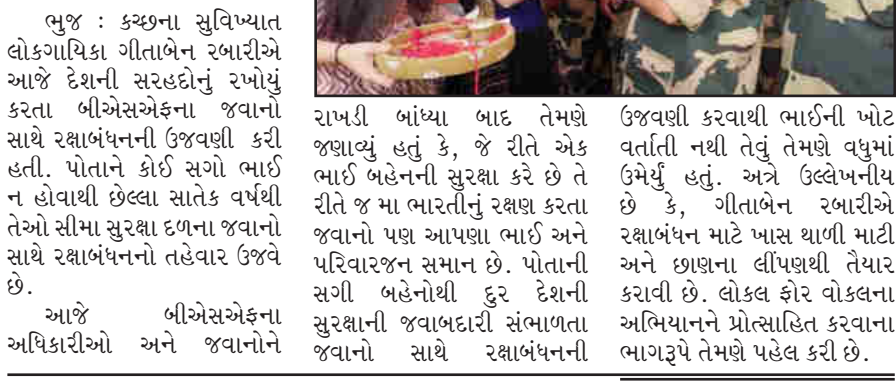 ભુજ : કચ્છના સુવિખ્યાત
લોકગાયિકા ગીતાબેન રબારીએ
આજે દેશની સરહદોનું રખોયું
કરતા બીએસએફના જવાનો
સાથે રક્ષાબંધનની ઉજવણી કરી
હતી. પોતાને કોઈ સગો ભાઈ
ન હોવાથી છેલ્લા સાતેક વર્ષથી
તેઓ સીમા સુરક્ષા દળના જવાનો
સાથે રક્ષાબંધનનો તહેવાર ઉજવે
છે.
આજે બીએસએફના
અધિકારીઓ અને જવાનોને
રાખડી બાંધ્યા બાદ તેમણે
જણાવ્યું હતું કે, જે રીતે એક
ભાઈ બહેનની સુરક્ષા કરે છે તે
રીતે જ મા ભારતીનું રક્ષણ કરતા
જવાનો પણ આપણા ભાઈ અને
પરિવારજન સમાન છે. પોતાની
સગી બહેનોથી દુર દેશની
સુરક્ષાની જવાબદારી સંભાળતા
જવાનો સાથે રક્ષાબંધનની
ઉજવણી કરવાથી ભાઈની ખોટ
વર્તાતી નથી તેવું તેમણે વધુમાં
ઉમેર્યું હતું. અત્રે ઉલ્લેખનીય
છે કે, ગીતાબેન રબારીએ
રક્ષાબંધન માટે ખાસ થાળી માટી
અને છાણના લીંપણથી તૈયાર
કરાવી છે. લોકલ ફોર વોકલના
અભિયાનને પ્રોત્સાહિત કરવાના
ભાગરૂપે તેમણે પહેલ કરી છે.